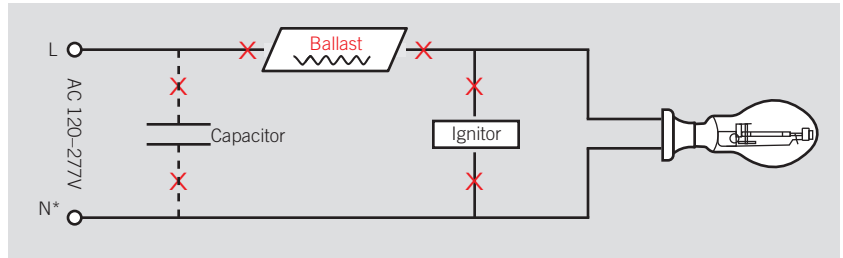 L
Ballast
AC 120–277V
Capacitor
Ignitor
N*